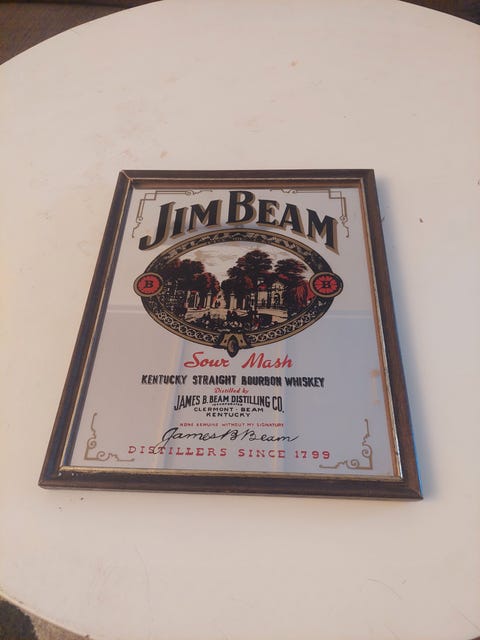 JIM BEAM
B B
Sour Mash
KENTUCKY STRAIGHT BOURBON WHISKEY
Distilled by
JAMES B. BEAM DISTILLING CO.
INCORPORATED
CLERMONT · BEAM
KENTUCKY
NONE GENUINE WITHOUT MY SIGNATURE
James B. Beam
DISTILLERS SINCE 1799